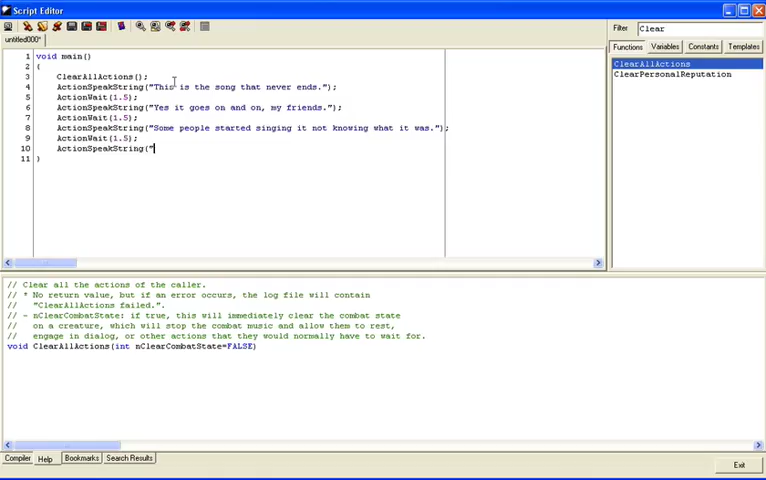 Script Editor
untitled000*
Filter
Clear
Functions
Variables
Constants
Templates
1 void main()
2 {
3 ClearAllActions();
4 ActionSpeakString("This is the song that never ends.");
5 ActionWait(1.5);
6 ActionSpeakString("Yes it goes on and on, my friends.");
7 ActionWait(1.5);
8 ActionSpeakString("Some people started singing it not knowing what it was.");
9 ActionWait(1.5);
10 ActionSpeakString("
11 }
ClearAllActions
ClearPersonalReputation
// Clear all the actions of the caller.
// * No return value, but if an error occurs, the log file will contain
//   "ClearAllActions failed.".
// - nClearCombatState: if true, this will immediately clear the combat state
//   on a creature, which will stop the combat music and allow them to rest,
//   engage in dialog, or other actions that they would normally have to wait for.
void ClearAllActions(int nClearCombatState=FALSE)
Compiler
Help
Bookmarks
Search Results
Exit